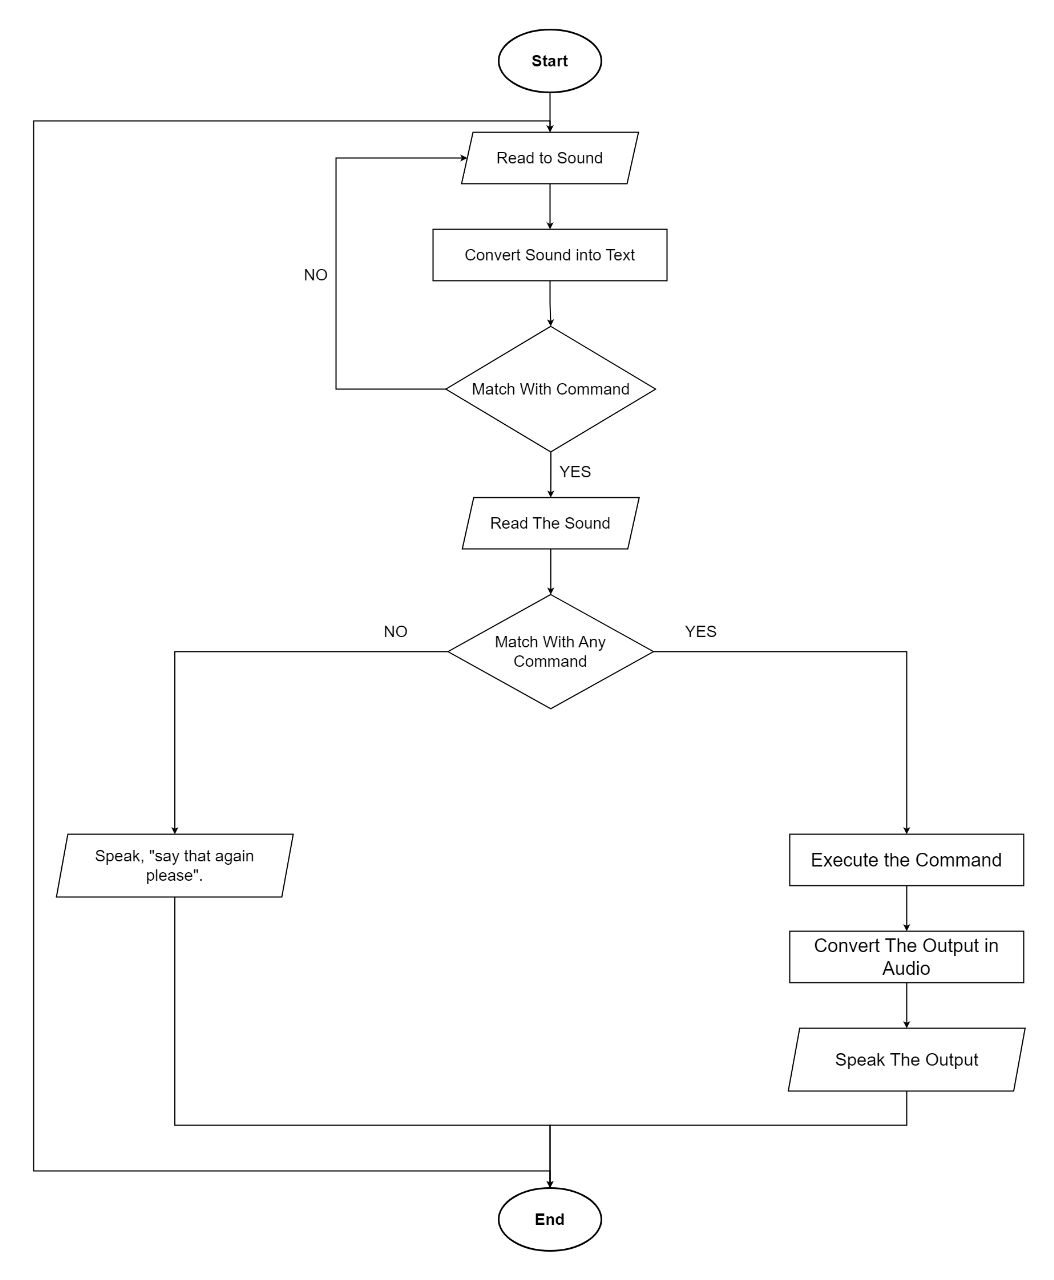 Start
Read to Sound
Convert Sound into Text
NO
Match With Command
YES
Read The Sound
NO
YES
Match With Any
Command
Speak, "say that again
please".
Execute the Command
Convert The Output in
Audio
Speak The Output
End